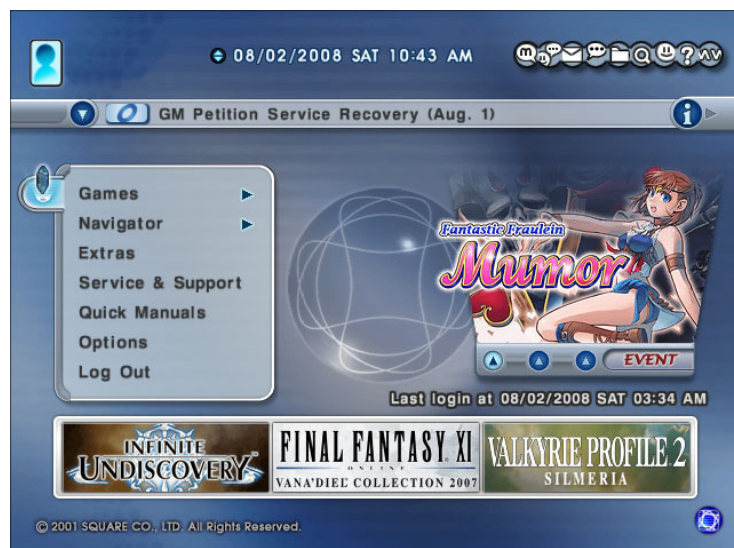 08/02/2008 SAT 10:43 AM
GM Petition Service Recovery (Aug. 1)
Games
Navigator
Extras
Service & Support
Quick Manuals
Options
Log Out
Fantastic Fraulein
Mumor
EVENT
Last login at 08/02/2008 SAT 03:34 AM
INFINITE
UNDISCOVERY™
FINAL FANTASY XI
ONLINE
VANA'DIEL COLLECTION 2007
VALKYRIE PROFILE 2
SILMERIA
© 2001 SQUARE CO., LTD. All Rights Reserved.